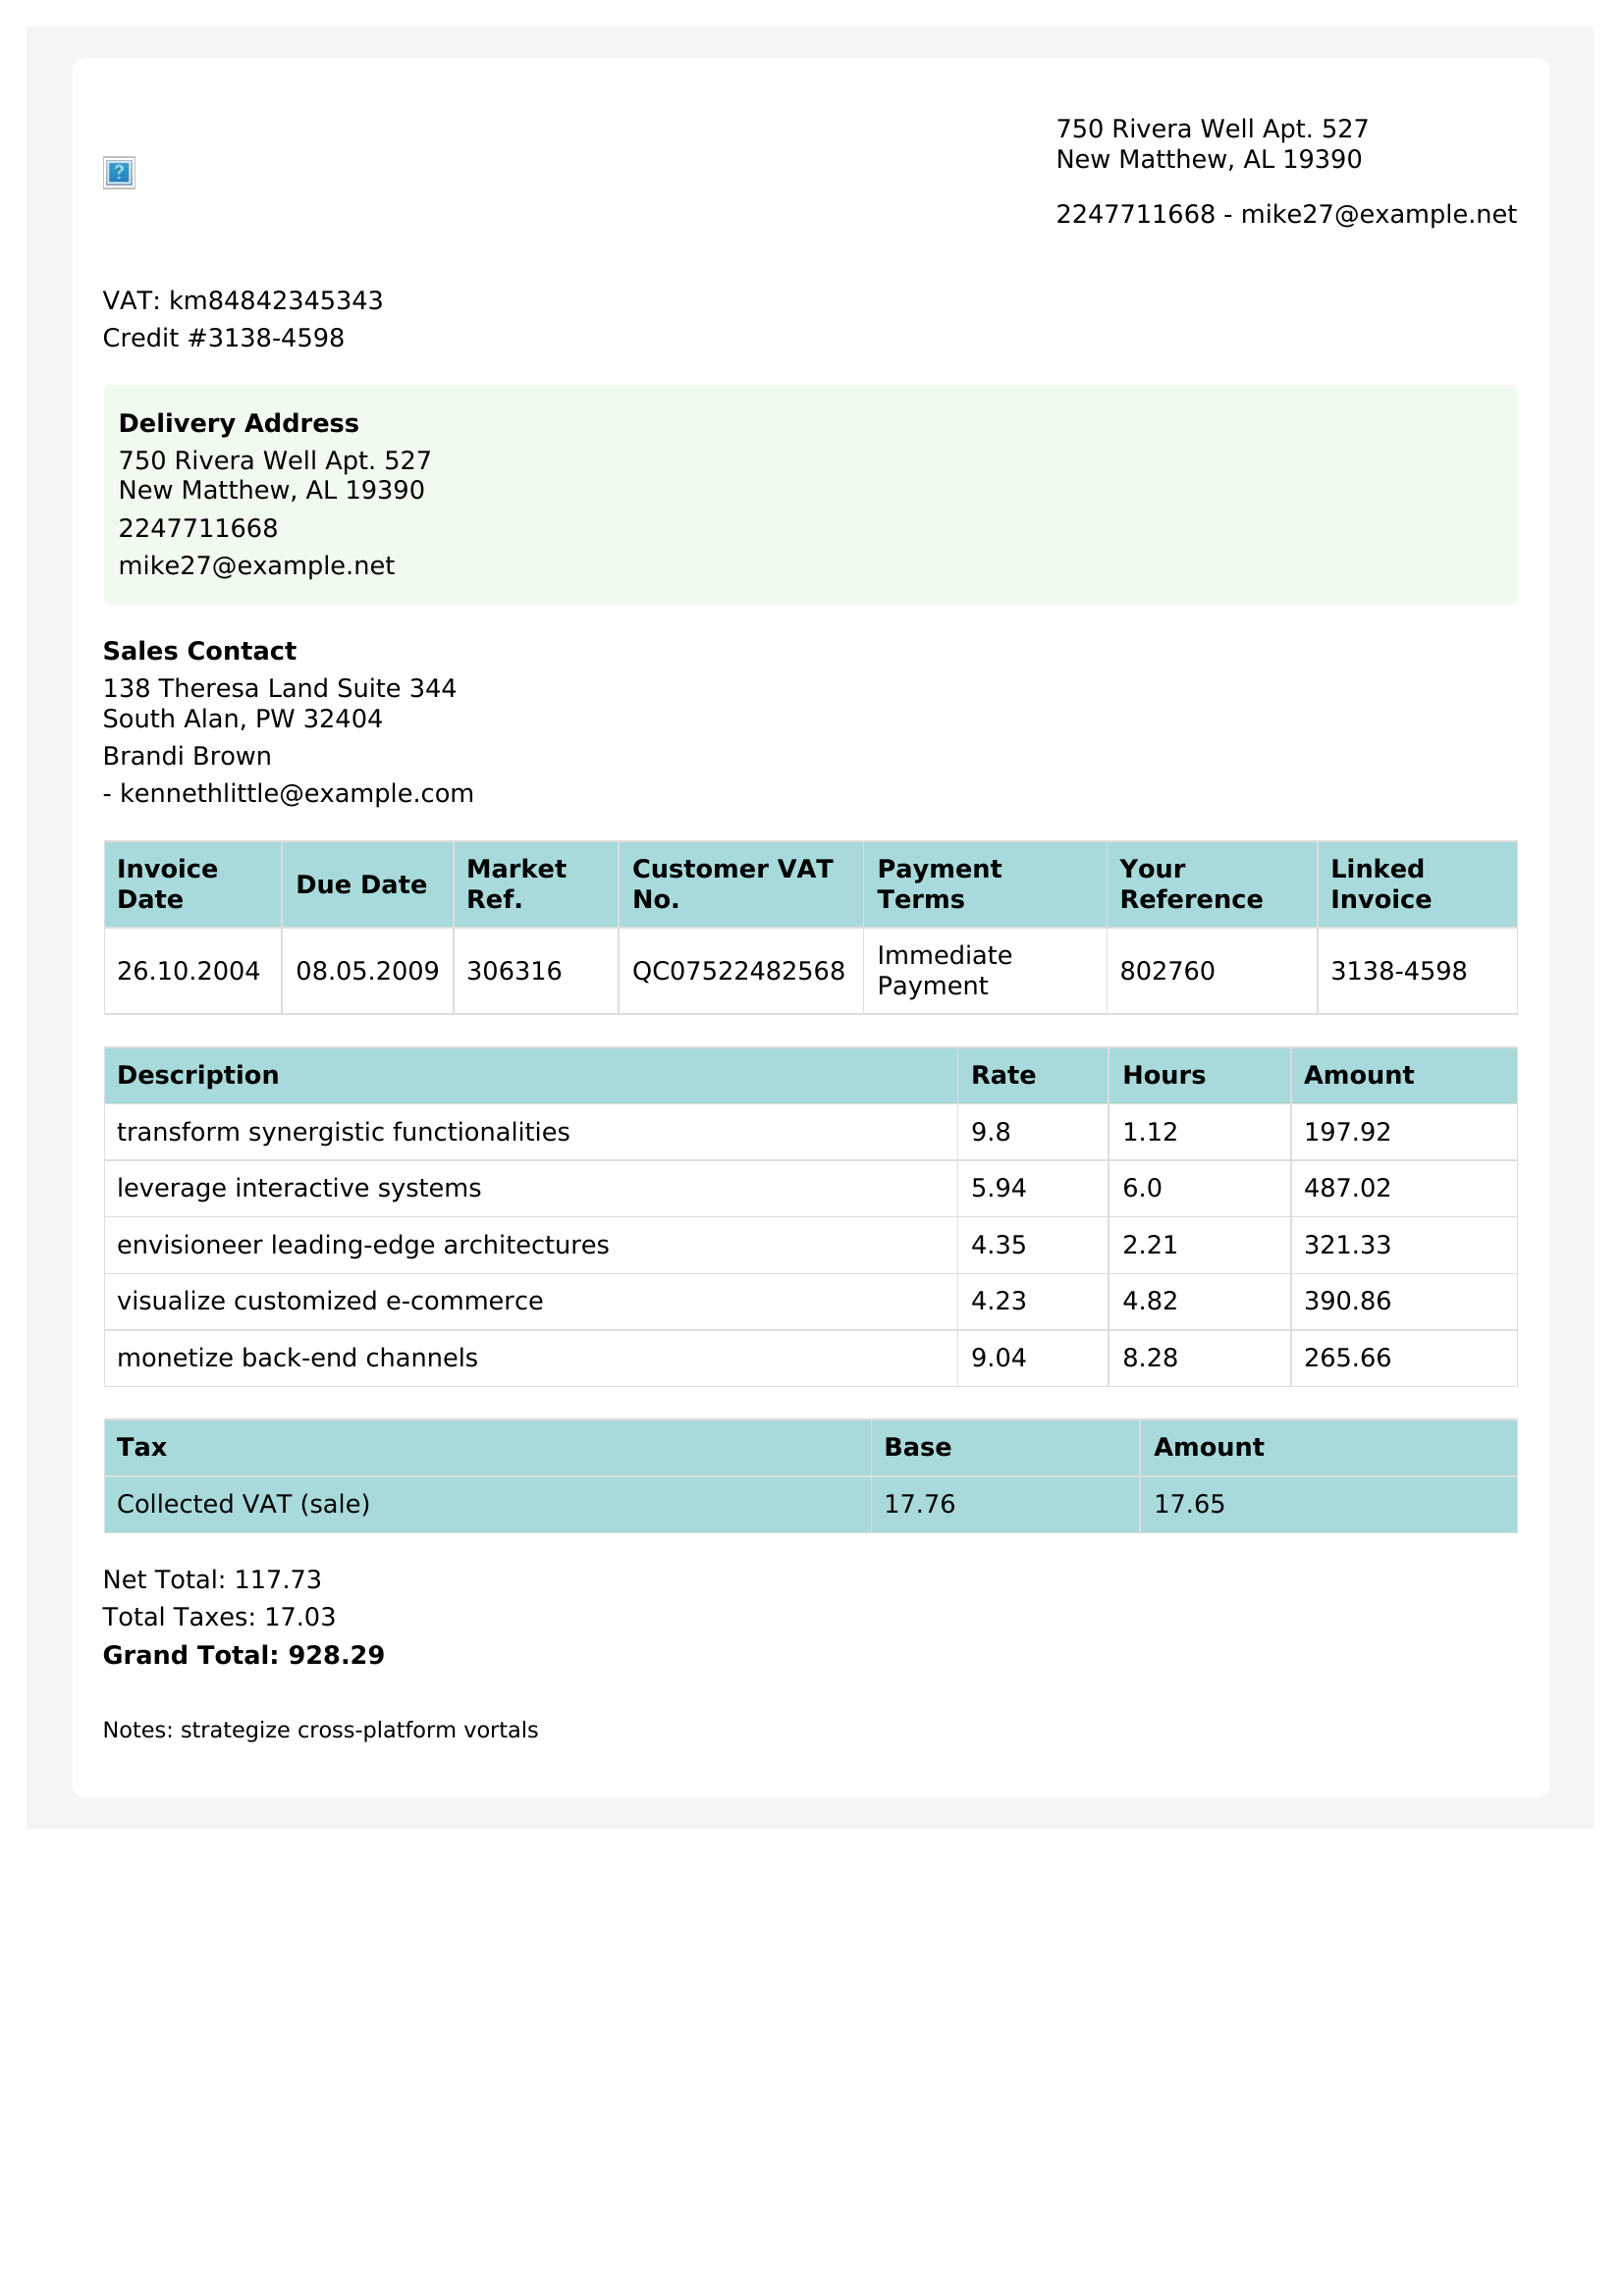 750 Rivera Well Apt. 527
New Matthew, AL 19390
2247711668 - mike27@example.net
VAT: km84842345343
Credit #3138-4598
Delivery Address
750 Rivera Well Apt. 527
New Matthew, AL 19390
2247711668
mike27@example.net
Sales Contact
138 Theresa Land Suite 344
South Alan, PW 32404
Brandi Brown
- kennethlittle@example.com
Invoice Date Due Date Market Ref. Customer VAT No. Payment Terms Your Reference Linked Invoice
26.10.2004 08.05.2009 306316 QC07522482568 Immediate Payment 802760 3138-4598
Description Rate Hours Amount
transform synergistic functionalities 9.8 1.12 197.92
leverage interactive systems 5.94 6.0 487.02
envisioneer leading-edge architectures 4.35 2.21 321.33
visualize customized e-commerce 4.23 4.82 390.86
monetize back-end channels 9.04 8.28 265.66
Tax Base Amount
Collected VAT (sale) 17.76 17.65
Net Total: 117.73
Total Taxes: 17.03
Grand Total: 928.29
Notes: strategize cross-platform vortals